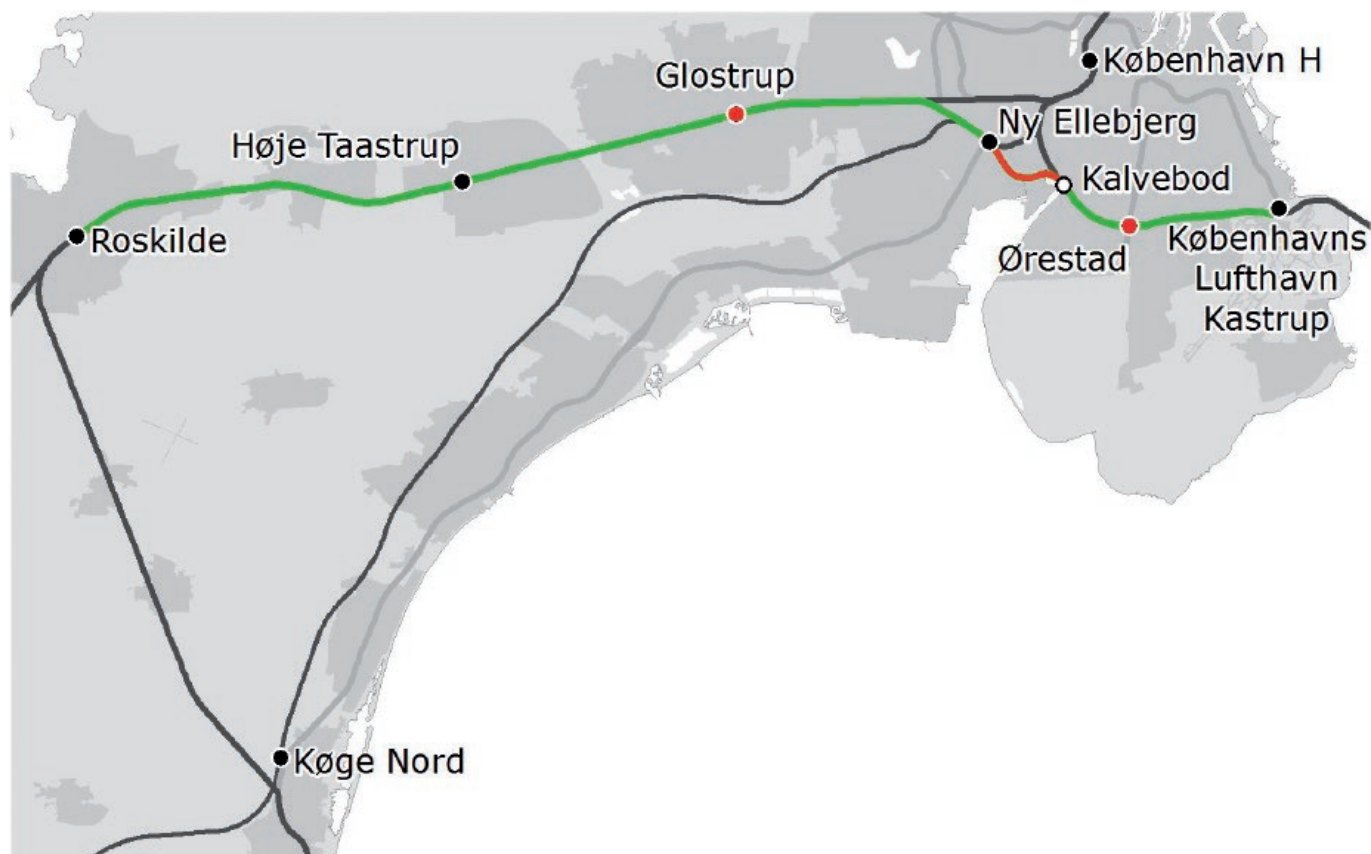 København H
Glostrup
Ny Ellebjerg
Høje Taastrup
Kalvebod
Roskilde
Ørestad
Københavns
Lufthavn
Kastrup
Køge Nord